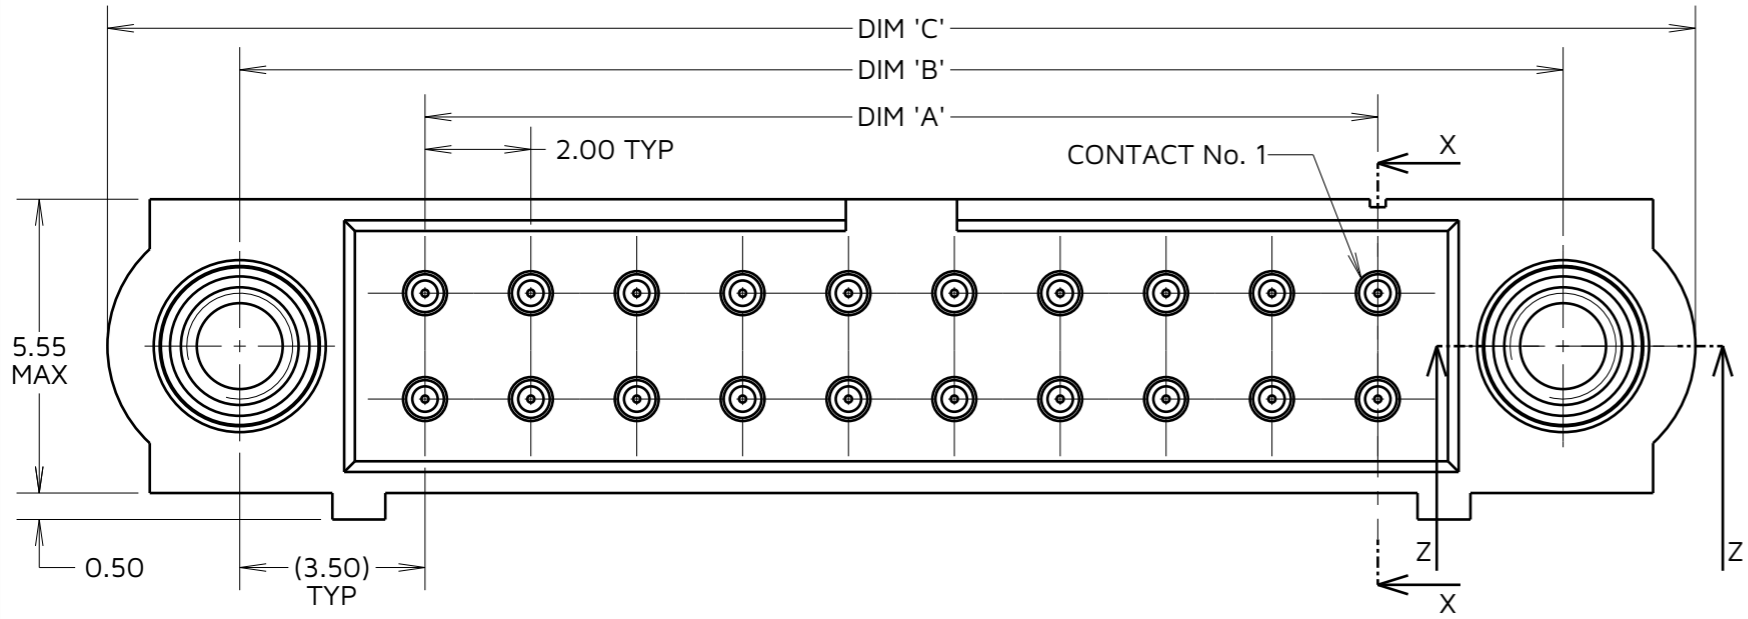 DIM 'C'
DIM 'B'
DIM 'A'
2.00 TYP
CONTACT No. 1
X
5.55
MAX
0.50
(3.50)
TYP
Z
Z
X